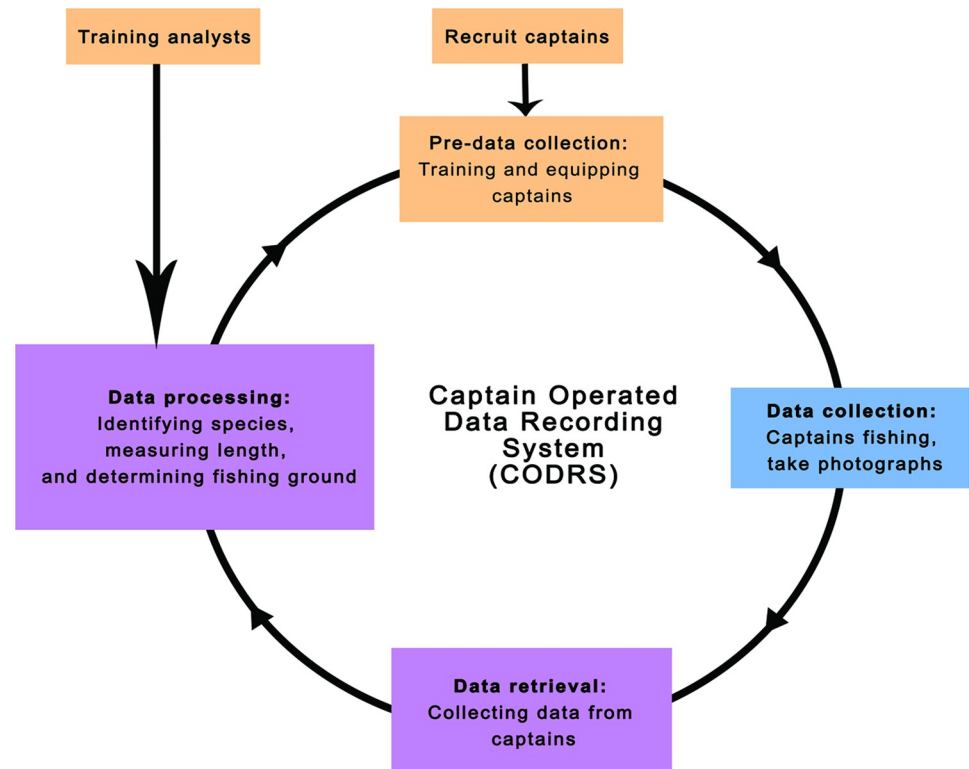 Training analysts
Recruit captains
Pre-data collection:
Training and equipping
captains
Data processing:
Identifying species,
measuring length,
and determining fishing ground
Captain Operated
Data Recording
System
(CODRS)
Data collection:
Captains fishing,
take photographs
Data retrieval:
Collecting data from
captains